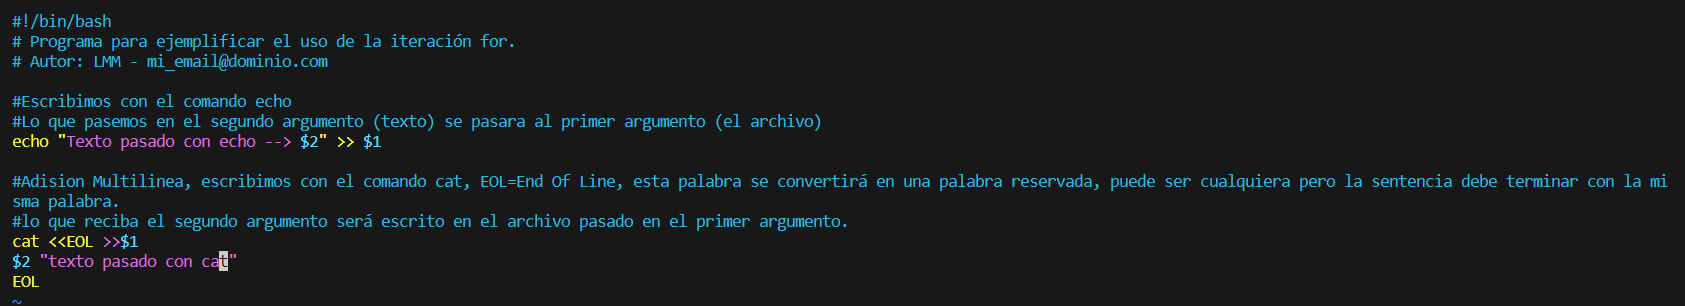 #!/bin/bash
# Programa para ejemplificar el uso de la iteración for.
# Autor: LMM - mi_email@dominio.com
#Escribimos con el comando echo
#Lo que pasemos en el segundo argumento (texto) se pasara al primer argumento (el archivo)
echo "Texto pasado con echo --> $2" >> $1
#Adision Multilinea, escribimos con el comando cat, EOL=End Of Line, esta palabra se convertirá en una palabra reservada, puede ser cualquiera pero la sentencia debe terminar con la mi
sma palabra.
#lo que reciba el segundo argumento será escrito en el archivo pasado en el primer argumento.
cat <<EOL >>$1
$2 "texto pasado con cat"
EOL
~